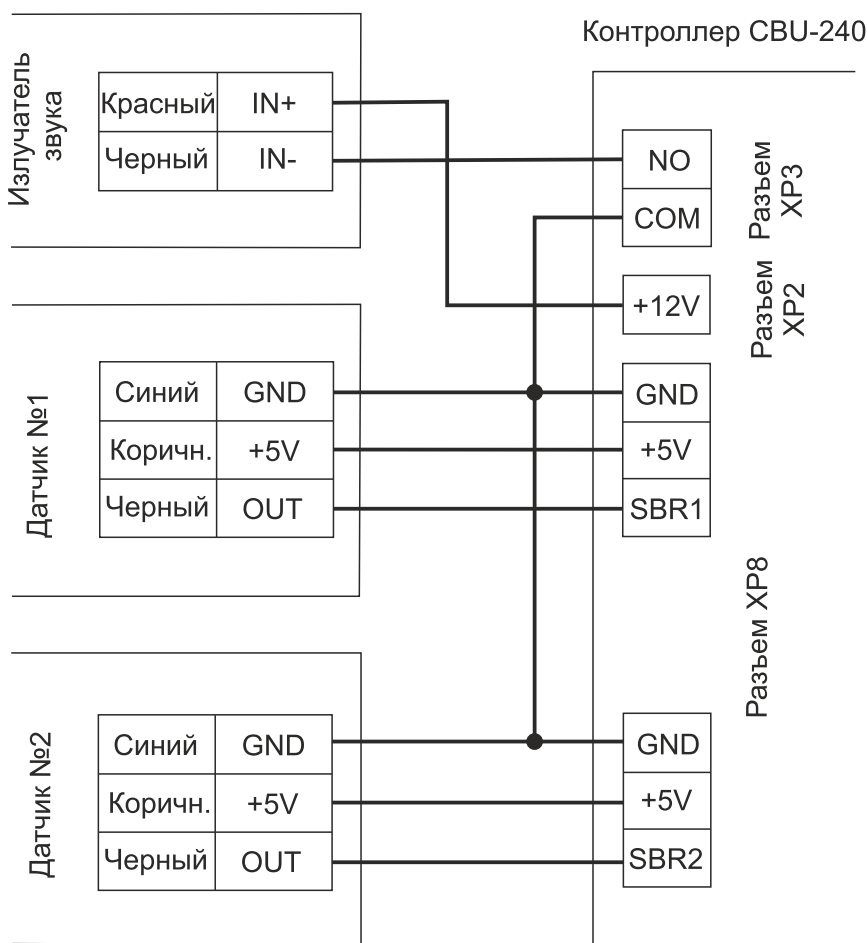 Контроллер CBU-240
Излучатель
звука
Красный IN+
Черный IN-
NO
COM
Разъем
XP3
+12V
Разъем
XP2
Датчик №1
Синий GND
Коричн. +5V
Черный OUT
GND
+5V
SBR1
Разъем XP8
Датчик №2
Синий GND
Коричн. +5V
Черный OUT
GND
+5V
SBR2